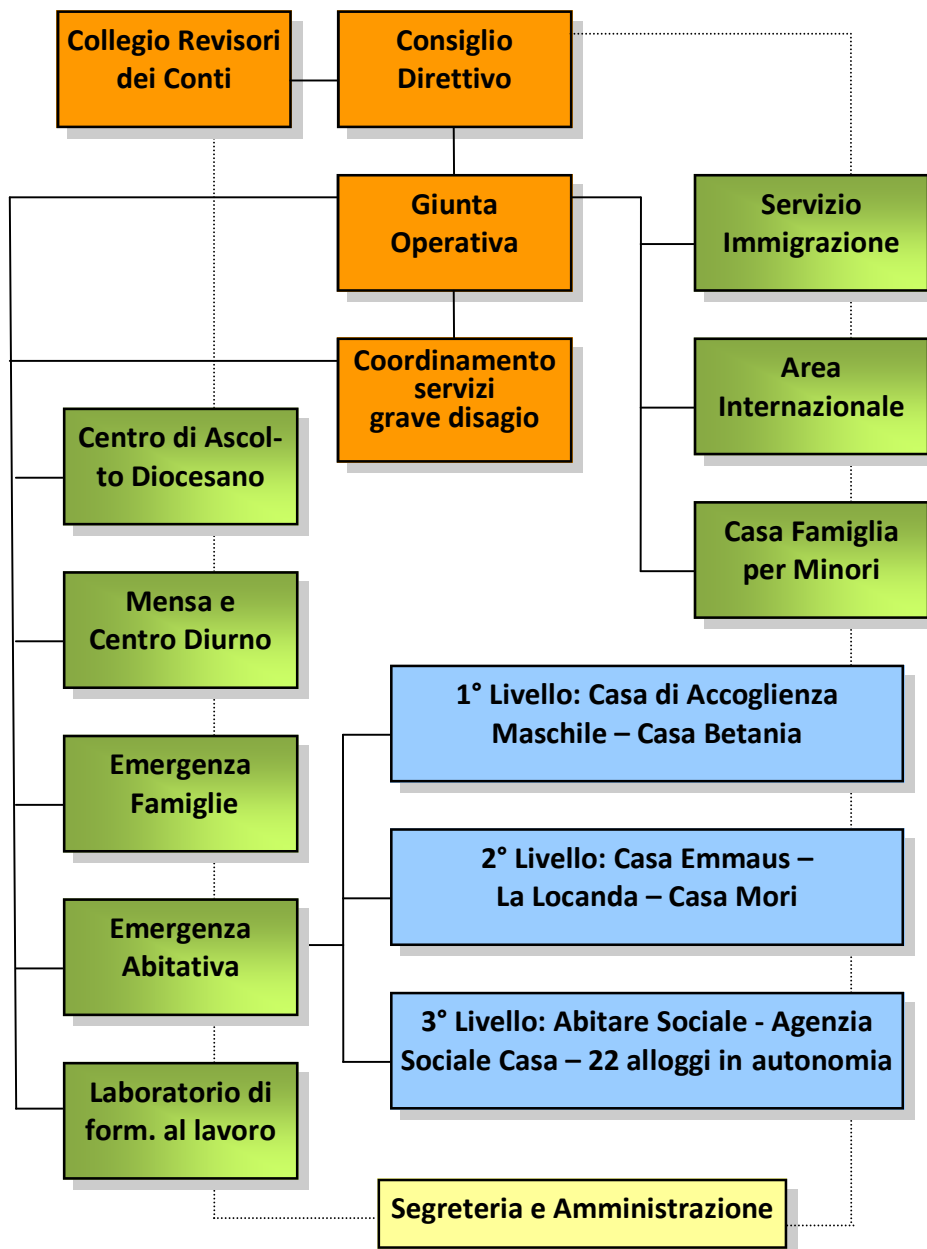 Collegio Revisori
dei Conti
Consiglio
Direttivo
Giunta
Operativa
Servizio
Immigrazione
Coordinamento
servizi
grave disagio
Area
Internazionale
Centro di Ascol-
to Diocesano
Casa Famiglia
per Minori
Mensa e
Centro Diurno
1° Livello: Casa di Accoglienza
Maschile – Casa Betania
Emergenza
Famiglie
2° Livello: Casa Emmaus –
La Locanda – Casa Mori
Emergenza
Abitativa
3° Livello: Abitare Sociale - Agenzia
Sociale Casa – 22 alloggi in autonomia
Laboratorio di
form. al lavoro
Segreteria e Amministrazione